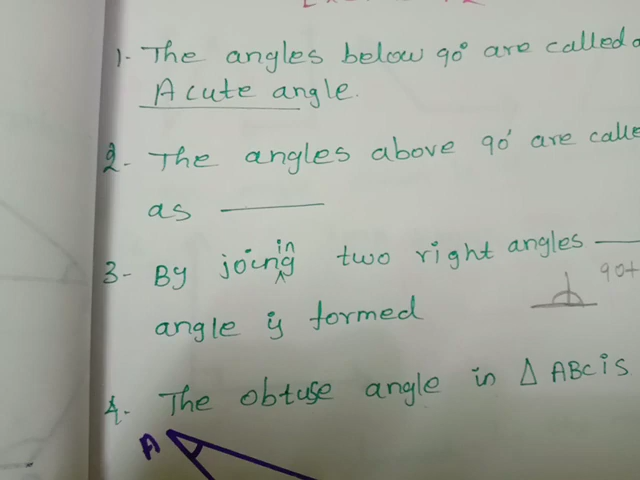 1. The angles below 90° are called a
Acute angle.
2. The angles above 90° are calle
as
3- By joing in two right angles
90+
angle is formed
4. The obtuse angle in Δ ABC is
A